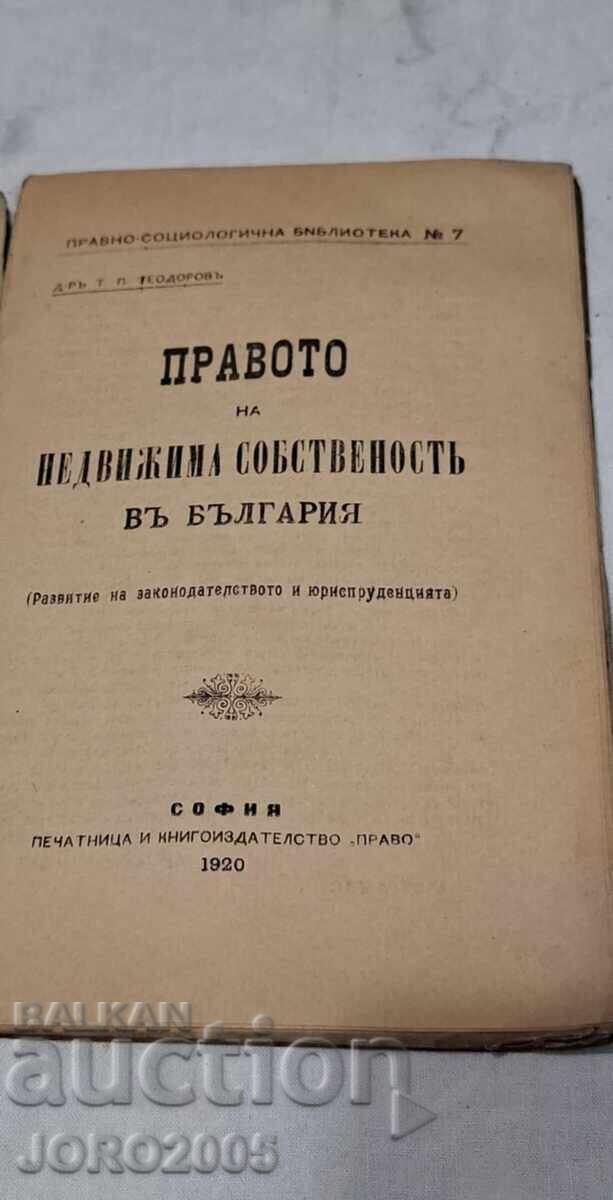 ПРАВНО-СОЦИОЛОГИЧНА БИБЛИОТЕКА № 7
Д-РЪ Т. П. ТЕОДОРОВЪ
ПРАВОТО
НА
НЕДВИЖИМА СОБСТВЕНОСТЬ
ВЪ БЪЛГАРИЯ
(Развитие на законодателството и юриспруденцията)
СОФИЯ
ПЕЧАТНИЦА И КНИГОИЗДАТЕЛСТВО „ПРАВО“
1920
BALKAN
auction
JORO2005